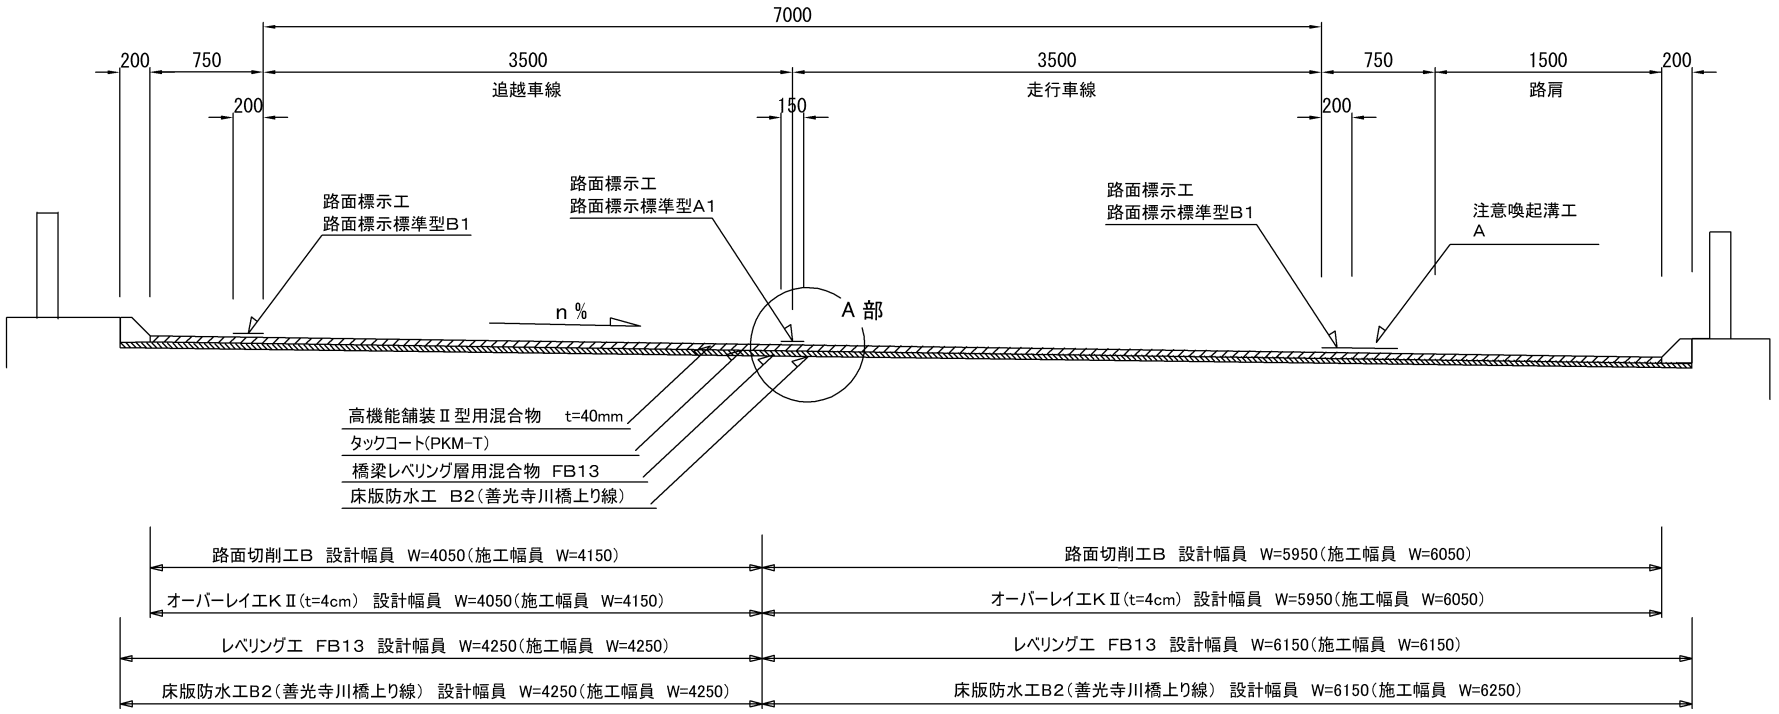 7000
200
750
3500
3500
750
1500
200
追越車線
走行車線
路肩
200
150
200
路面標示工
路面標示標準型B1
路面標示工
路面標示標準型A1
路面標示工
路面標示標準型B1
注意喚起溝工
A
n %
A 部
高機能舗装Ⅱ型用混合物 t=40mm
タックコート(PKM-T)
橋梁レベリング層用混合物 FB13
床版防水工 B2(善光寺川橋上り線)
路面切削工B 設計幅員 W=4050(施工幅員 W=4150)
路面切削工B 設計幅員 W=5950(施工幅員 W=6050)
オーバーレイ工KⅡ(t=4cm) 設計幅員 W=4050(施工幅員 W=4150)
オーバーレイ工KⅡ(t=4cm) 設計幅員 W=5950(施工幅員 W=6050)
レベリング工 FB13 設計幅員 W=4250(施工幅員 W=4250)
レベリング工 FB13 設計幅員 W=6150(施工幅員 W=6150)
床版防水工B2(善光寺川橋上り線) 設計幅員 W=4250(施工幅員 W=4250)
床版防水工B2(善光寺川橋上り線) 設計幅員 W=6150(施工幅員 W=6250)